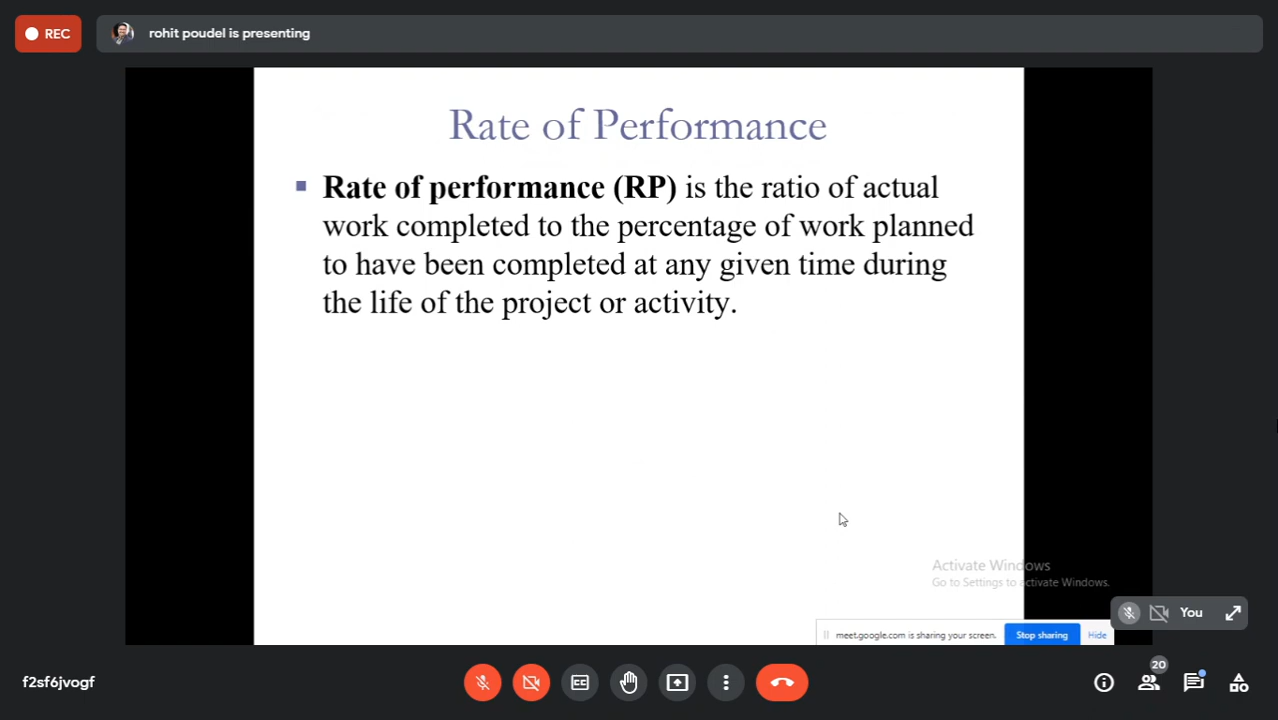 REC
rohit poudel is presenting
Rate of Performance
Rate of performance (RP) is the ratio of actual
work completed to the percentage of work planned
to have been completed at any given time during
the life of the project or activity.
Activate Windows
Go to Settings to activate Windows.
You
meet.google.com is sharing your screen.
Stop sharing
Hide
f2sf6jvogf
CC
20